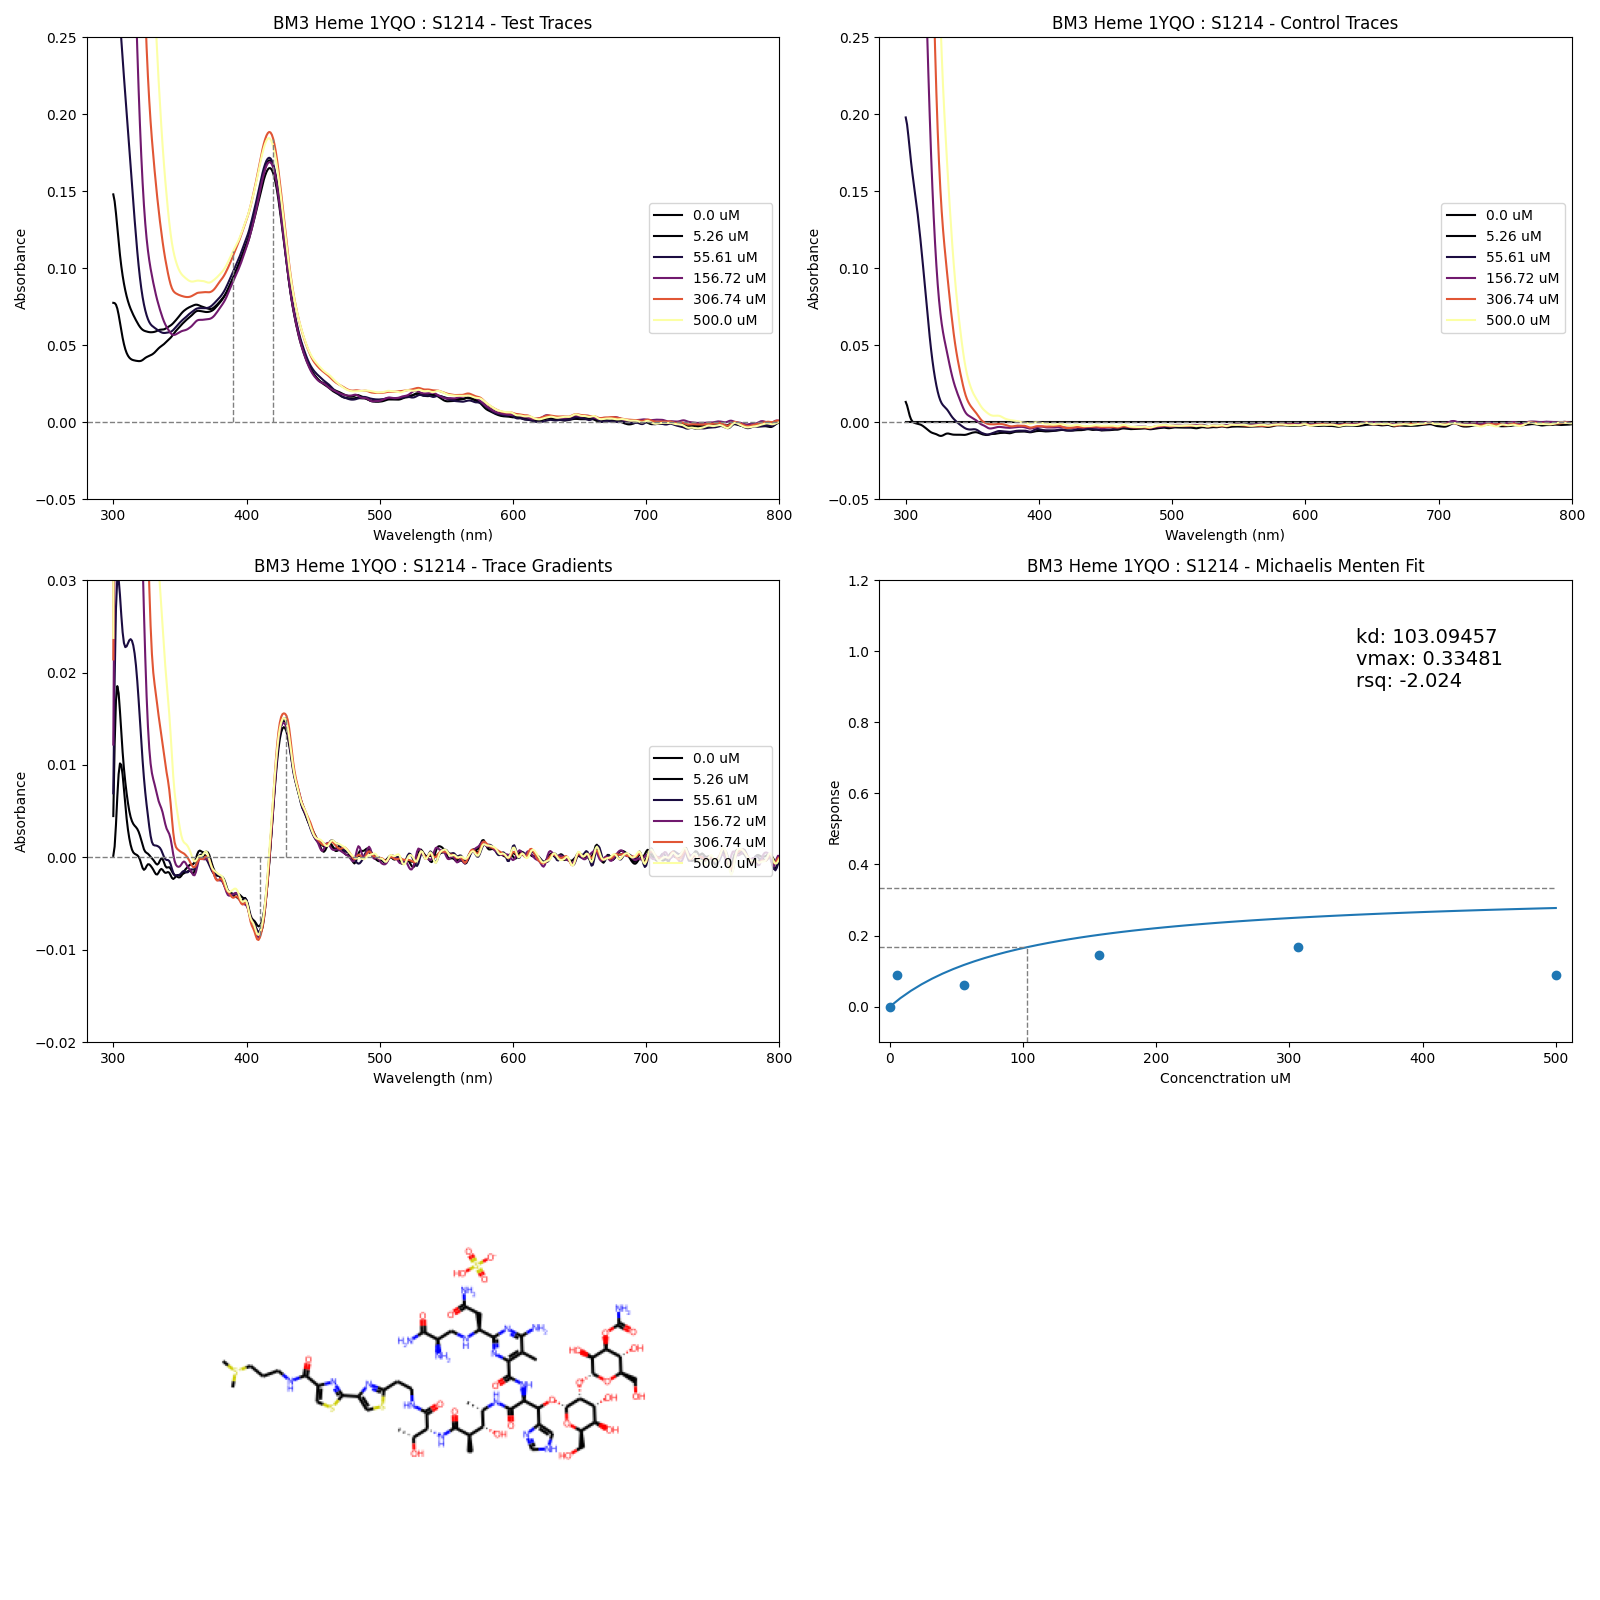 BM3 Heme 1YQO : S1214 - Test Traces
0.25
0.20
0.15
0.10
0.05
0.00
−0.05
Absorbance
0.0 uM
5.26 uM
55.61 uM
156.72 uM
306.74 uM
500.0 uM
300 400 500 600 700 800
Wavelength (nm)
BM3 Heme 1YQO : S1214 - Control Traces
0.25
0.20
0.15
0.10
0.05
0.00
−0.05
Absorbance
0.0 uM
5.26 uM
55.61 uM
156.72 uM
306.74 uM
500.0 uM
300 400 500 600 700 800
Wavelength (nm)
BM3 Heme 1YQO : S1214 - Trace Gradients
0.03
0.02
0.01
0.00
−0.01
−0.02
Absorbance
0.0 uM
5.26 uM
55.61 uM
156.72 uM
306.74 uM
500.0 uM
300 400 500 600 700 800
Wavelength (nm)
BM3 Heme 1YQO : S1214 - Michaelis Menten Fit
1.2
1.0
0.8
0.6
0.4
0.2
0.0
Response
kd: 103.09457
vmax: 0.33481
rsq: -2.024
0 100 200 300 400 500
Concenctration uM